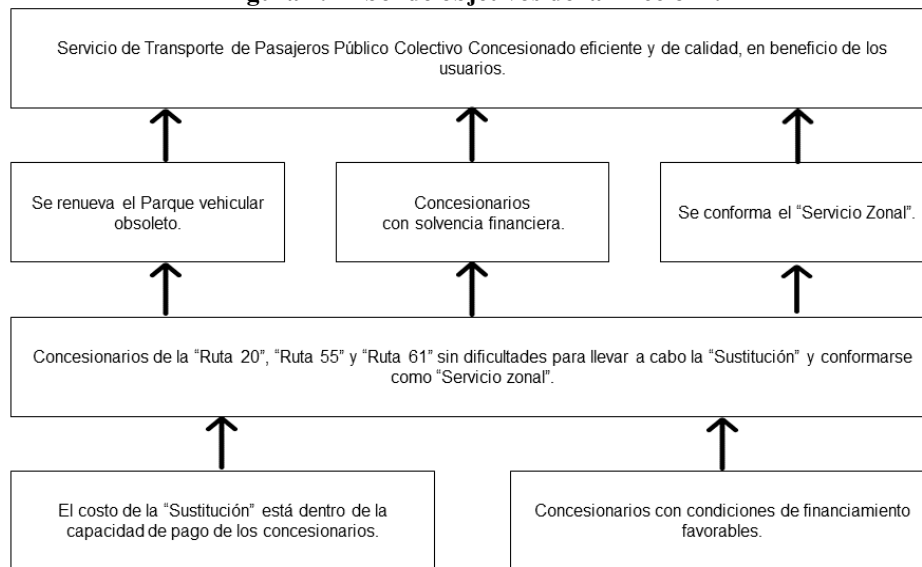 Servicio de Transporte de Pasajeros Público Colectivo Concesionado eficiente y de calidad, en beneficio de los
usuarios.
Se renueva el Parque vehicular
obsoleto.
Concesionarios
con solvencia financiera.
Se conforma el “Servicio Zonal”.
Concesionarios de la “Ruta 20”, “Ruta 55” y “Ruta 61” sin dificultades para llevar a cabo la “Sustitución” y conformarse
como “Servicio zonal”.
El costo de la “Sustitución” está dentro de la
capacidad de pago de los concesionarios.
Concesionarios con condiciones de financiamiento
favorables.